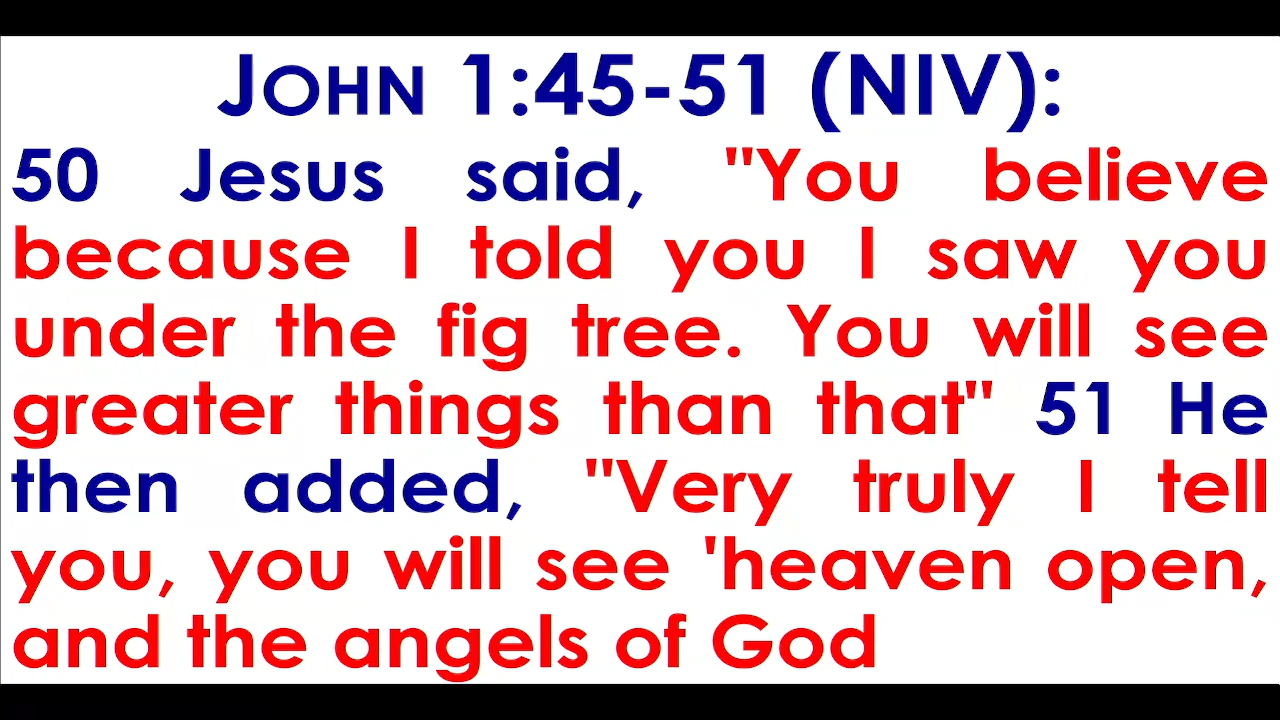 JOHN 1:45-51 (NIV):
50 Jesus said, "You believe
because I told you I saw you
under the fig tree. You will see
greater things than that" 51 He
then added, "Very truly I tell
you, you will see 'heaven open,
and the angels of God